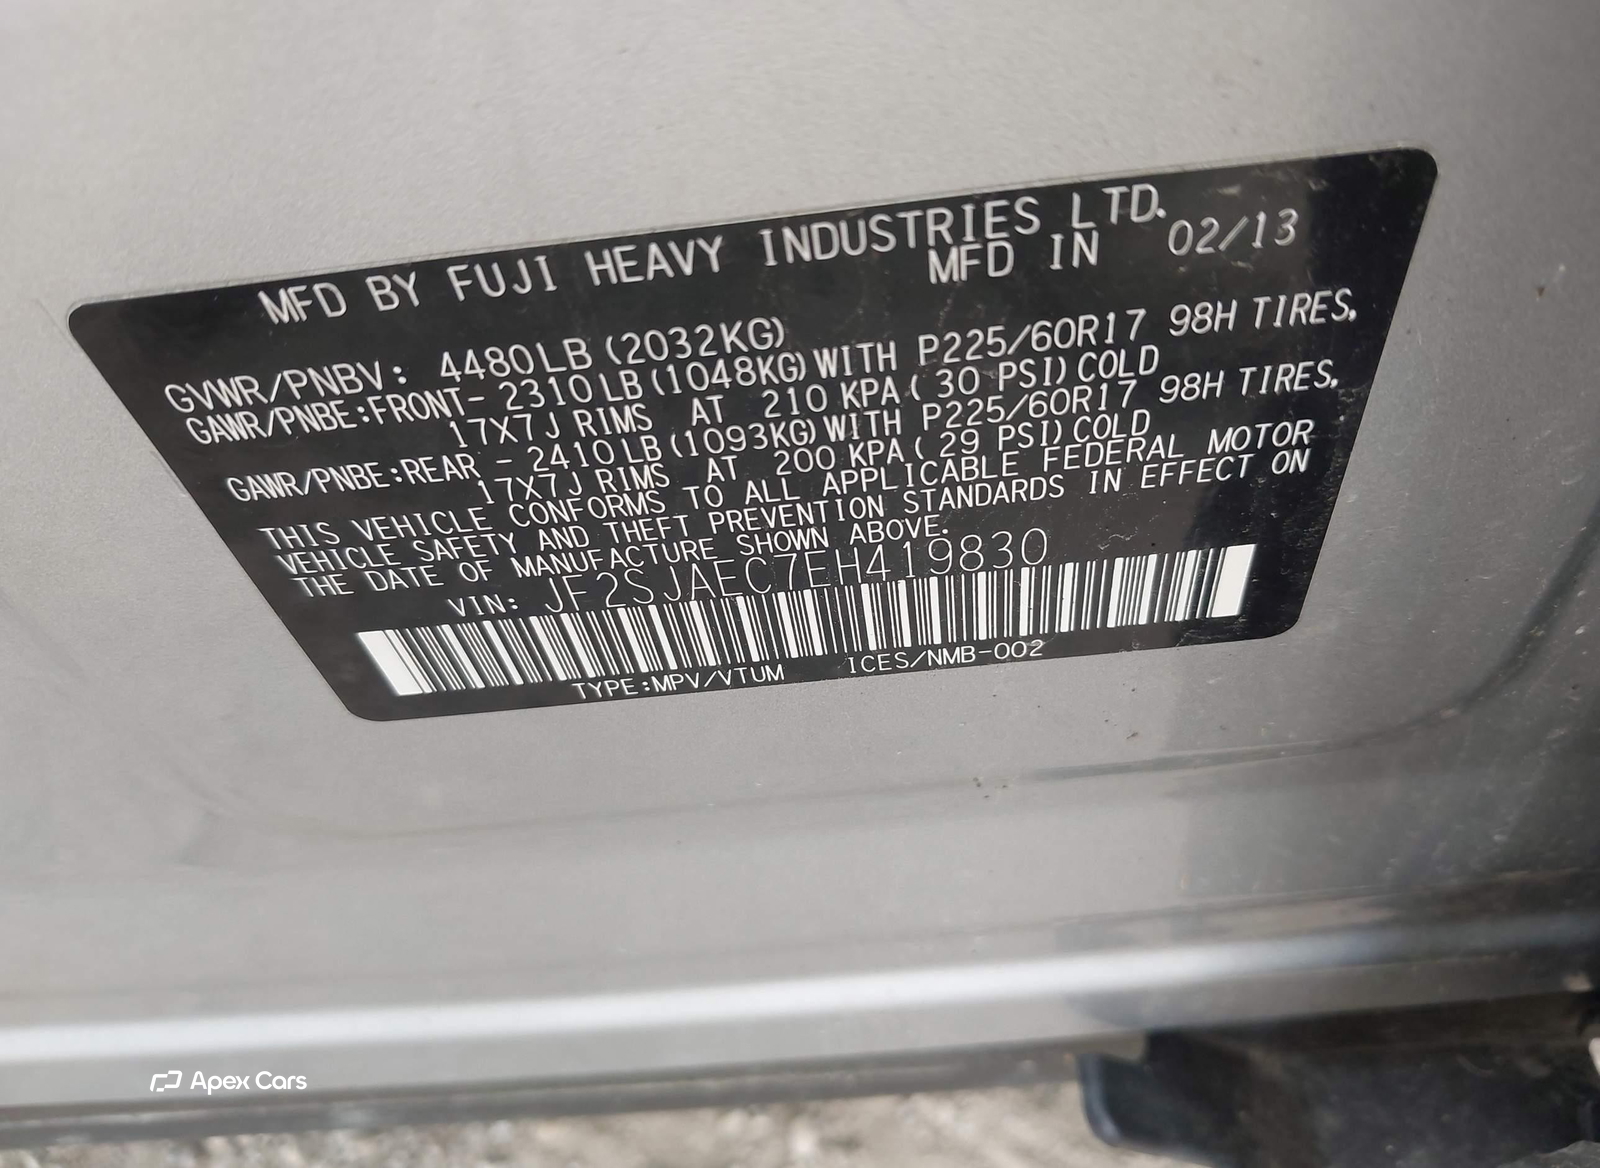 MFD BY FUJI HEAVY INDUSTRIES LTD.
MFD IN 02/13
GVWR/PNBV: 4480LB (2032KG)
GAWR/PNBE:FRONT- 2310LB (1048KG) WITH P225/60R17 98H TIRES,
17X7J RIMS AT 210 KPA ( 30 PSI) COLD
GAWR/PNBE:REAR - 2410LB (1093KG) WITH P225/60R17 98H TIRES,
17X7J RIMS AT 200 KPA ( 29 PSI) COLD
THIS VEHICLE CONFORMS TO ALL APPLICABLE FEDERAL MOTOR
VEHICLE SAFETY AND THEFT PREVENTION STANDARDS IN EFFECT ON
THE DATE OF MANUFACTURE SHOWN ABOVE.
VIN: JF2SJAEC7EH419830
TYPE:MPV/VTUM ICES/NMB-002
Apex Cars